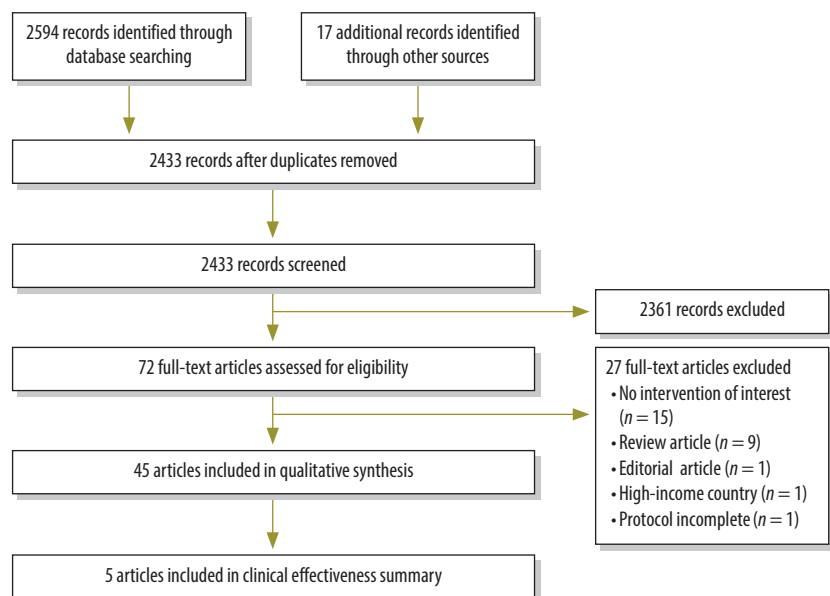 2594 records identified through
database searching
17 additional records identified
through other sources
2433 records after duplicates removed
2433 records screened
2361 records excluded
72 full-text articles assessed for eligibility
27 full-text articles excluded
• No intervention of interest
(n = 15)
• Review article (n = 9)
• Editorial article (n = 1)
• High-income country (n = 1)
• Protocol incomplete (n = 1)
45 articles included in qualitative synthesis
5 articles included in clinical effectiveness summary